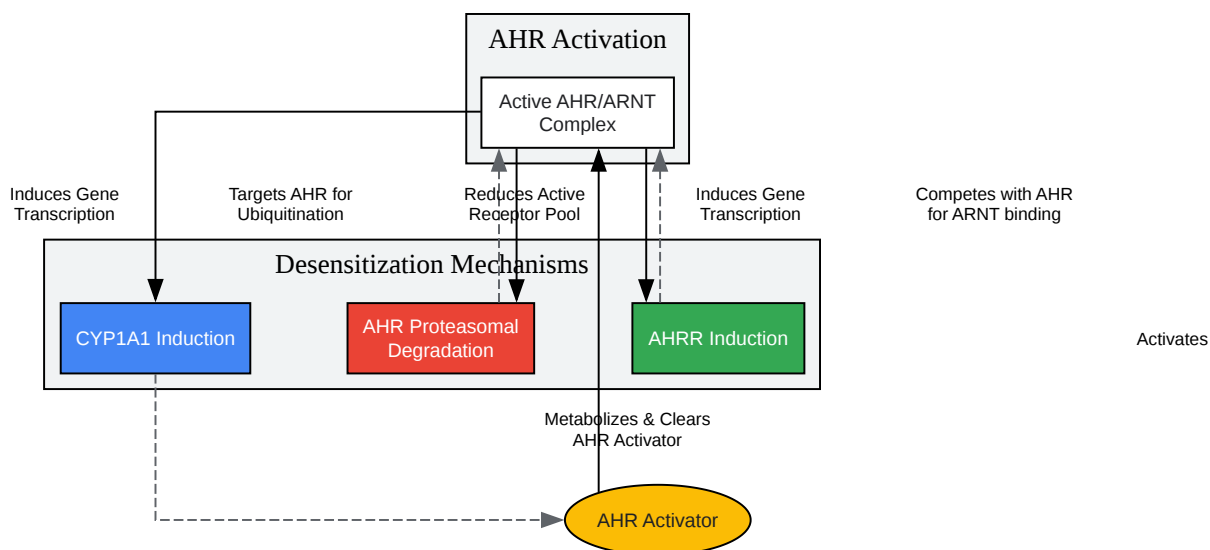 AHR Activation
Active AHR/ARNT
Complex
Induces Gene
Transcription
Targets AHR for
Ubiquitination
Reduces Active
Receptor Pool
Induces Gene
Transcription
Competes with AHR
for ARNT binding
Desensitization Mechanisms
CYP1A1 Induction
AHR Proteasomal
Degradation
AHRR Induction
Activates
Metabolizes & Clears
AHR Activator
AHR Activator